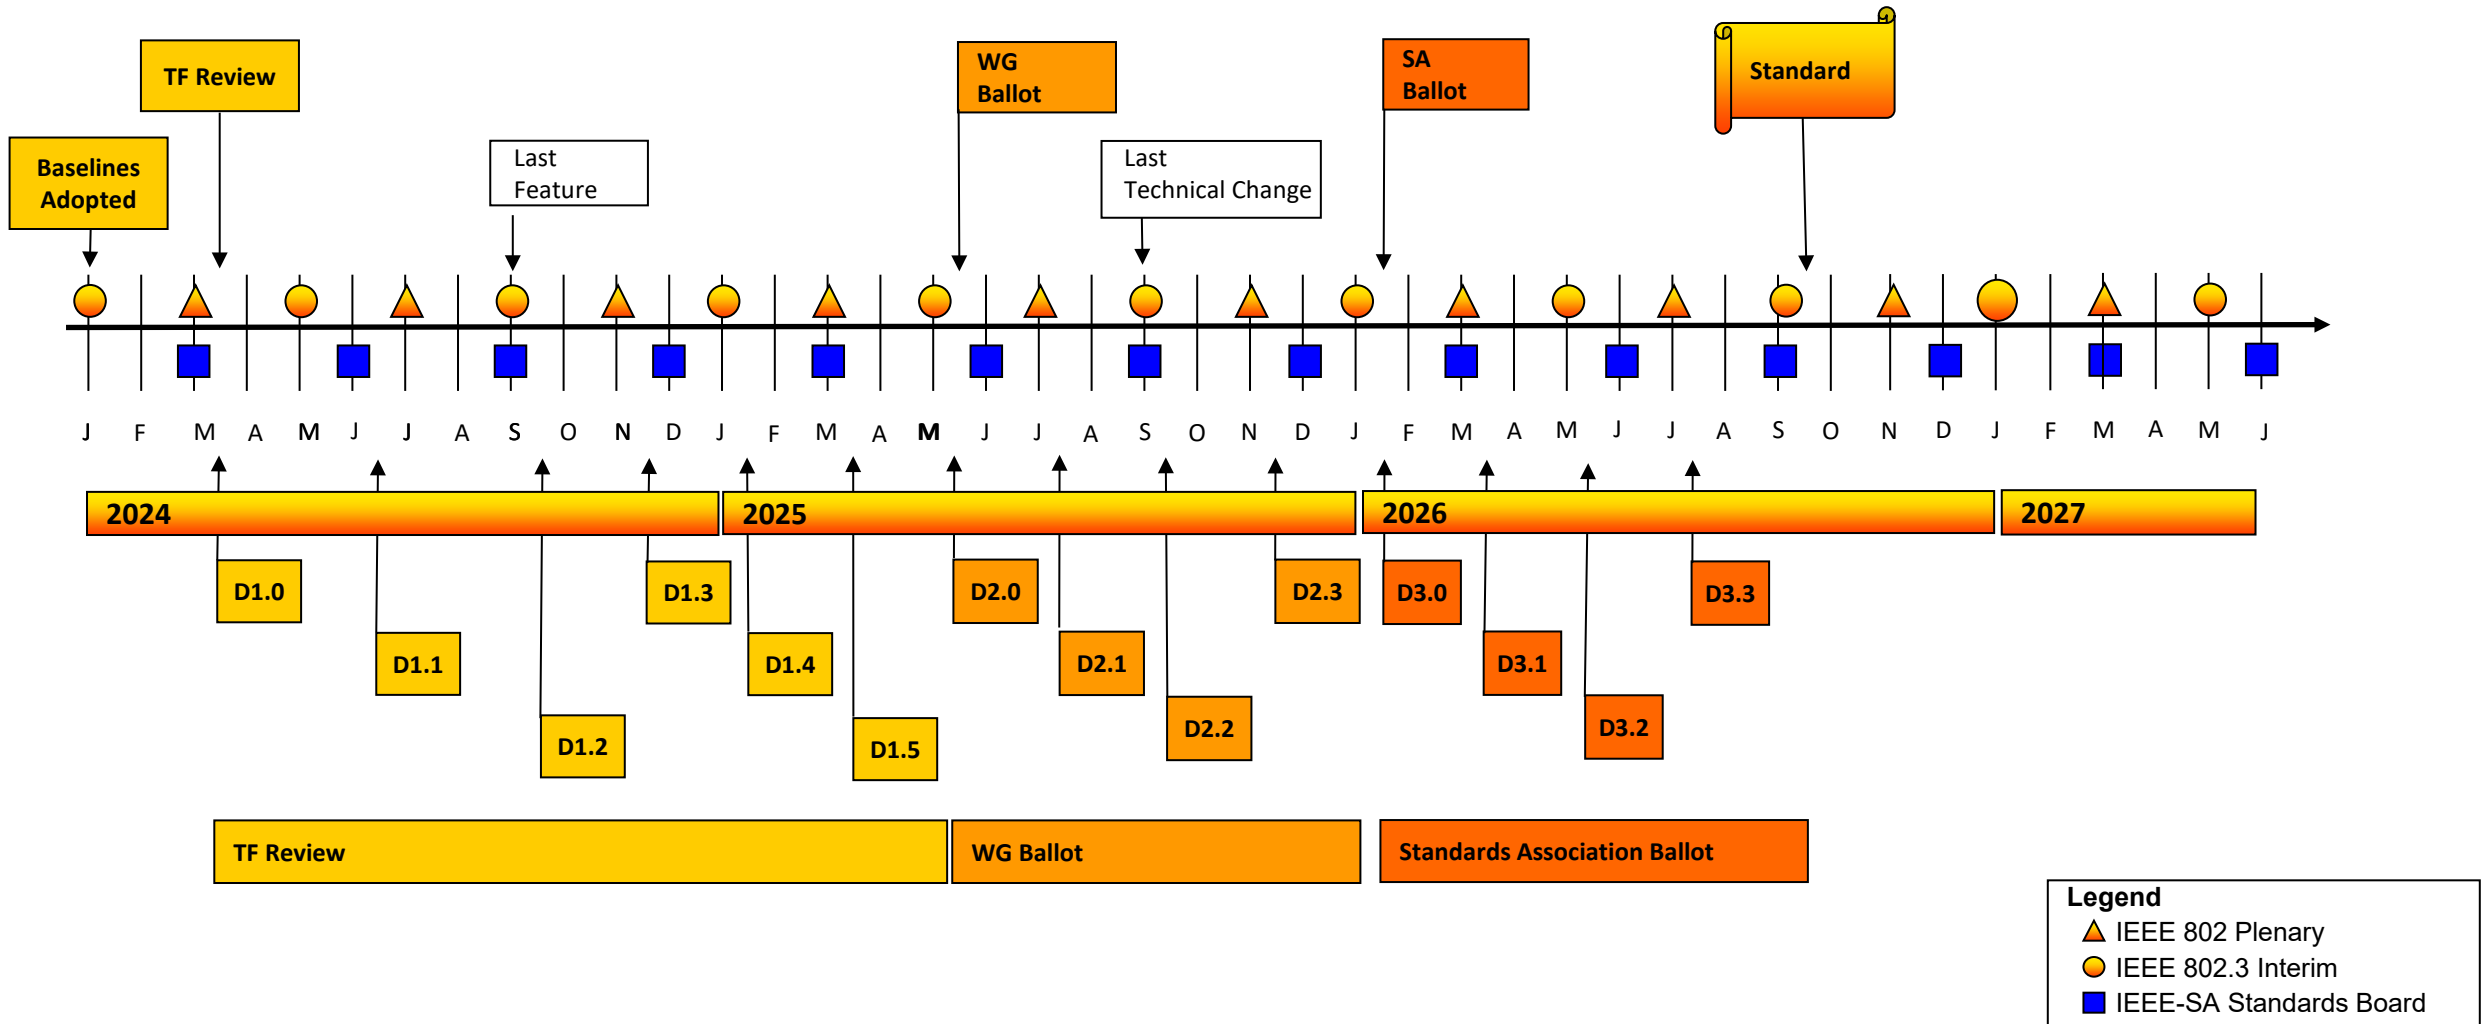 TF Review
WG
Ballot
SA
Ballot
Standard
Baselines
Adopted
Last
Feature
Last
Technical Change
J F M A M J J A S O N D J F M A M J J A S O N D J F M A M J J A S O N D J F M A M J
2024 2025 2026 2027
D1.0
D1.3
D2.0
D2.3
D3.0
D3.3
D1.1
D1.4
D2.1
D3.1
D1.2
D1.5
D2.2
D3.2
TF Review
WG Ballot
Standards Association Ballot
Legend
IEEE 802 Plenary
IEEE 802.3 Interim
IEEE-SA Standards Board